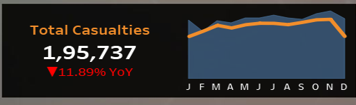 Total Casualties
1,95,737
▼11.89% YoY
J F M A M J J A S O N D